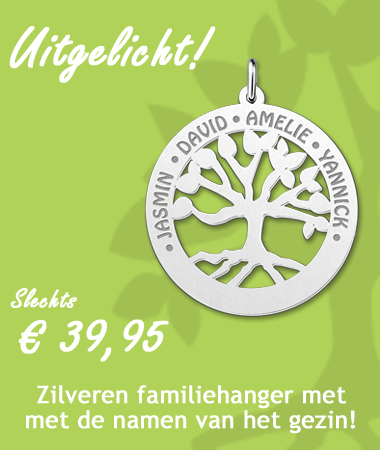 Uitgelicht!
• JASMIN • DAVID • AMELIE • YANNICK •
Slechts
€ 39,95
Zilveren familiehanger met
met de namen van het gezin!